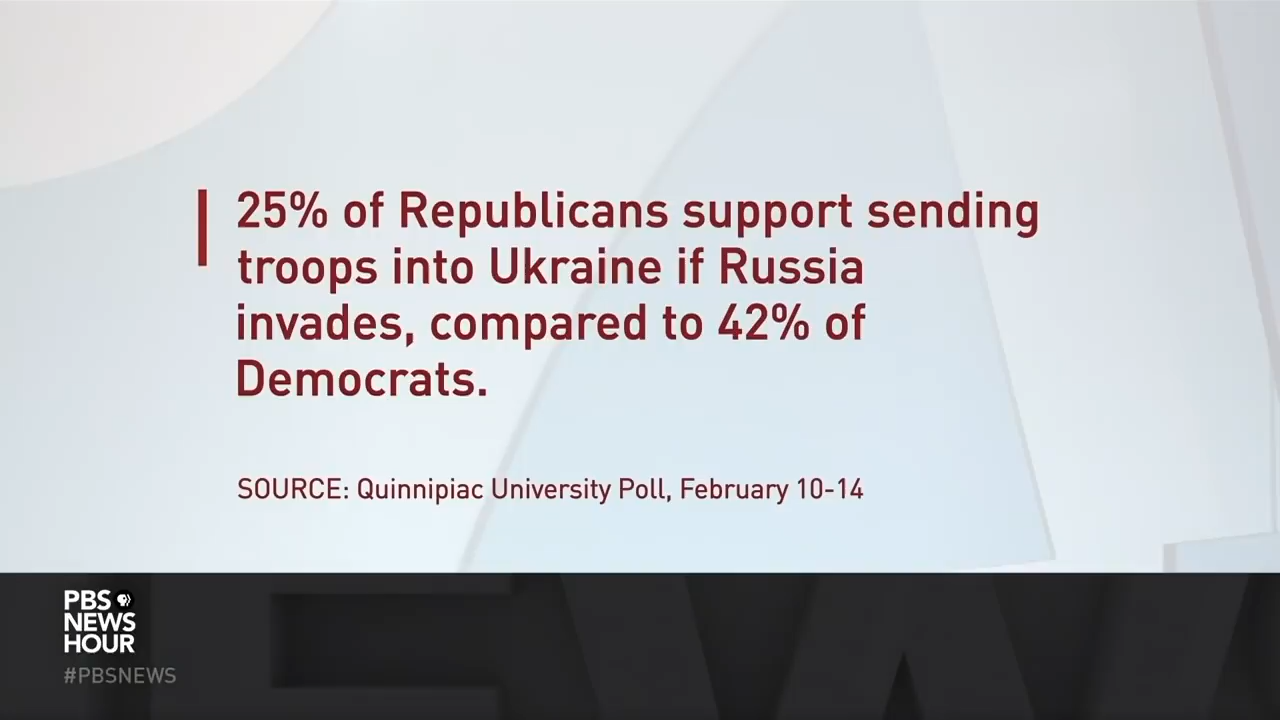 25% of Republicans support sending
troops into Ukraine if Russia
invades, compared to 42% of
Democrats.
SOURCE: Quinnipiac University Poll, February 10-14
PBS
NEWS
HOUR
#PBSNEWS